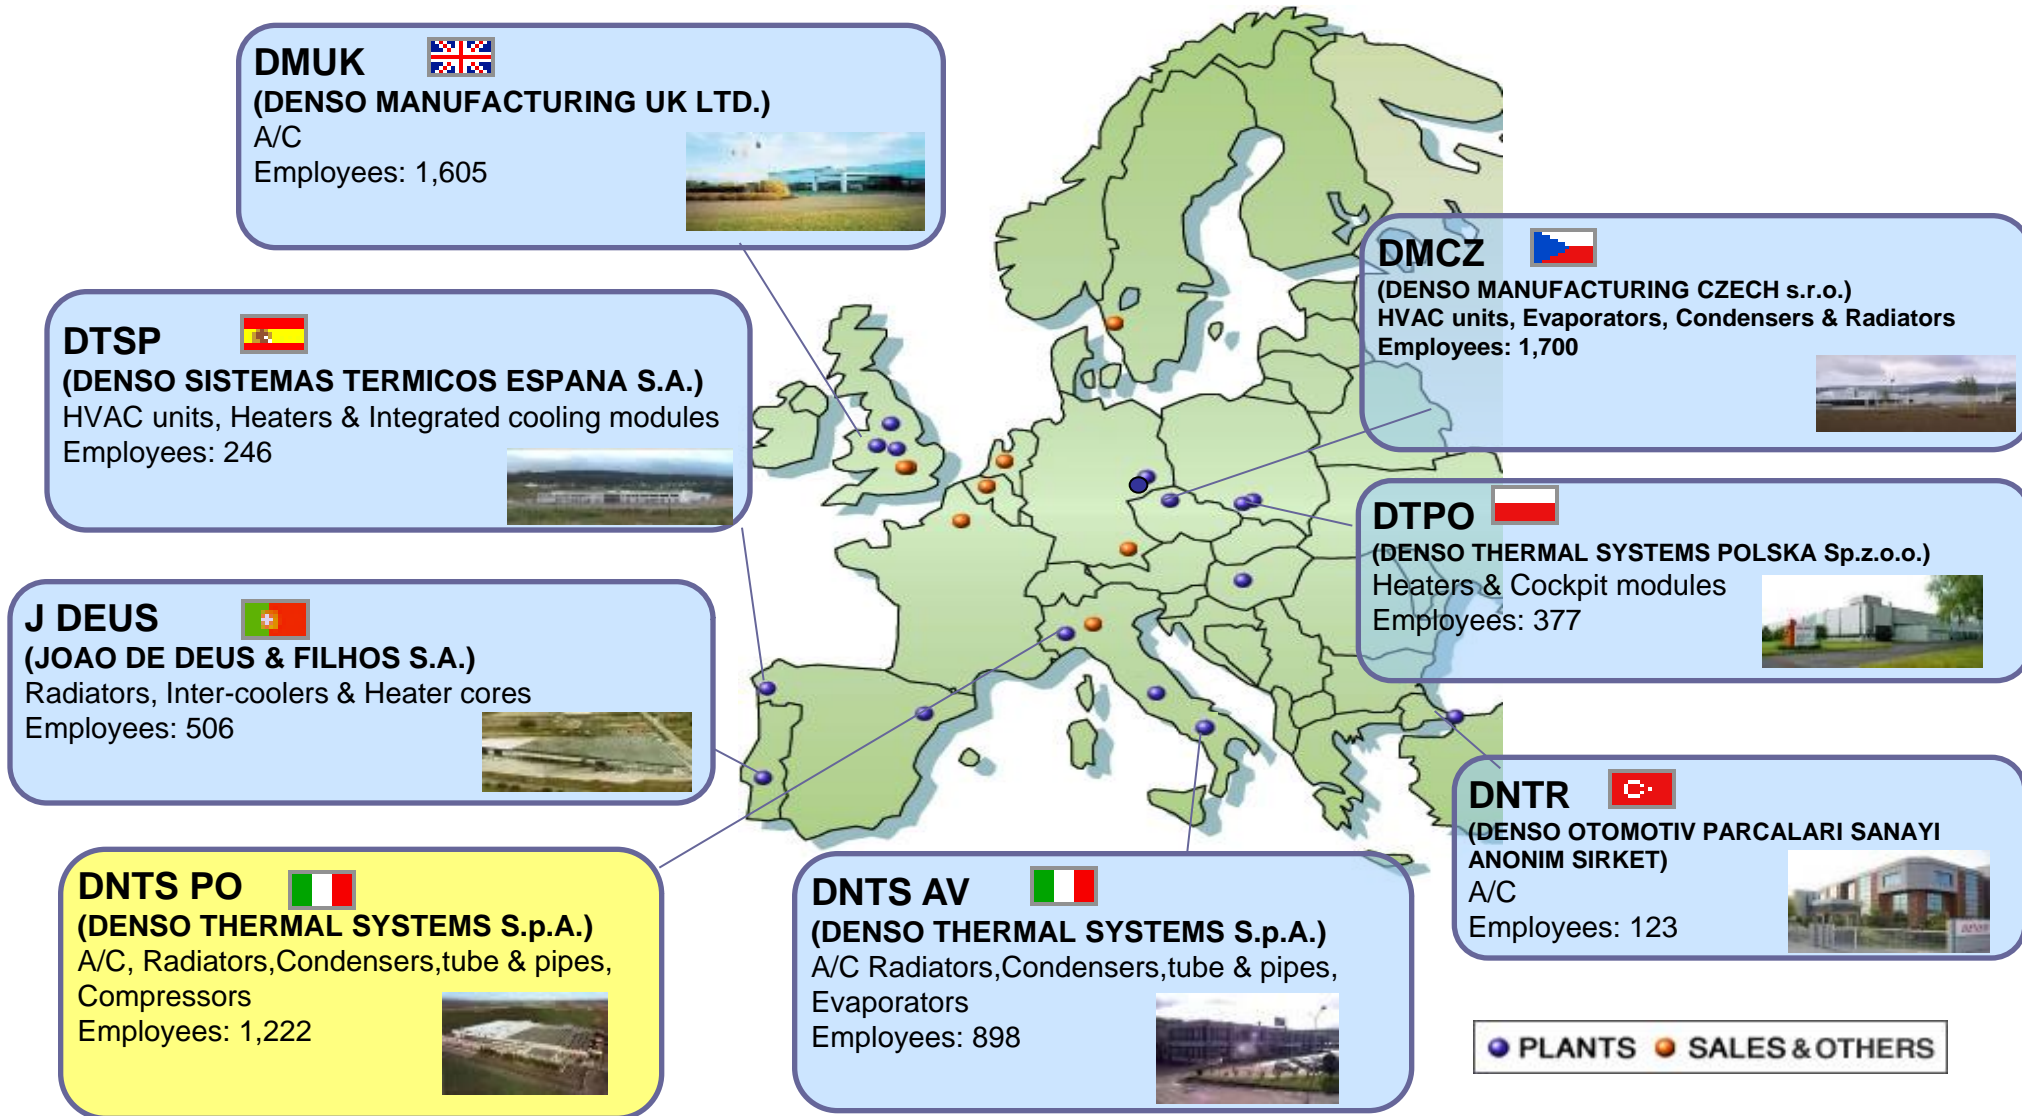 DMUK
(DENSO MANUFACTURING UK LTD.)
A/C
Employees: 1,605
DTSP
(DENSO SISTEMAS TERMICOS ESPANA S.A.)
HVAC units, Heaters & Integrated cooling modules
Employees: 246
J DEUS
(JOAO DE DEUS & FILHOS S.A.)
Radiators, Inter-coolers & Heater cores
Employees: 506
DNTS PO
(DENSO THERMAL SYSTEMS S.p.A.)
A/C, Radiators,Condensers,tube & pipes,
Compressors
Employees: 1,222
DNTS AV
(DENSO THERMAL SYSTEMS S.p.A.)
A/C Radiators,Condensers,tube & pipes,
Evaporators
Employees: 898
DMCZ
(DENSO MANUFACTURING CZECH s.r.o.)
HVAC units, Evaporators, Condensers & Radiators
Employees: 1,700
DTPO
(DENSO THERMAL SYSTEMS POLSKA Sp.z.o.o.)
Heaters & Cockpit modules
Employees: 377
DNTR
(DENSO OTOMOTIV PARCALARI SANAYI
ANONIM SIRKET)
A/C
Employees: 123
PLANTS SALES & OTHERS